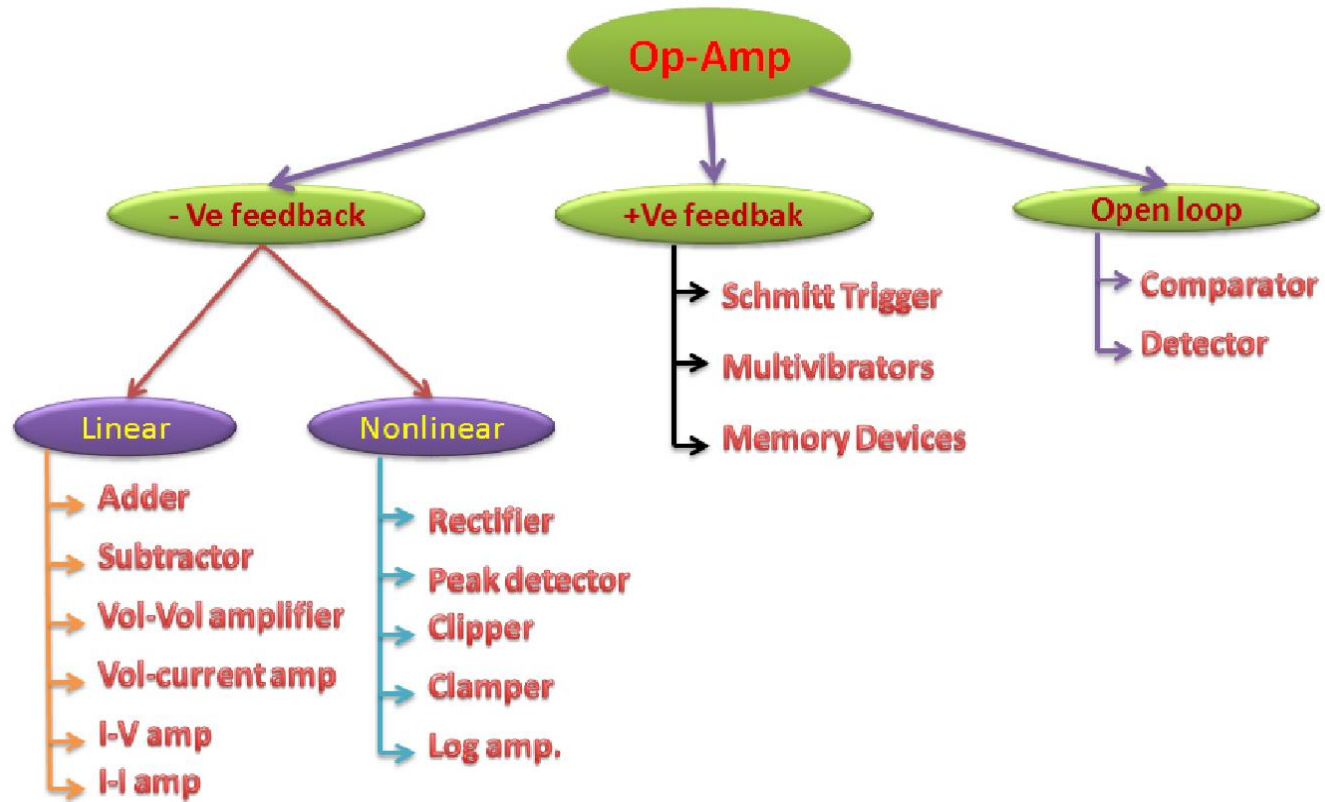 Op-Amp
- Ve feedback
+Ve feedbak
Open loop
Schmitt Trigger
Multivibrators
Memory Devices
Comparator
Detector
Linear
Nonlinear
Adder
Subtractor
Vol-Vol amplifier
Vol-current amp
I-V amp
I-I amp
Rectifier
Peak detector
Clipper
Clamper
Log amp.